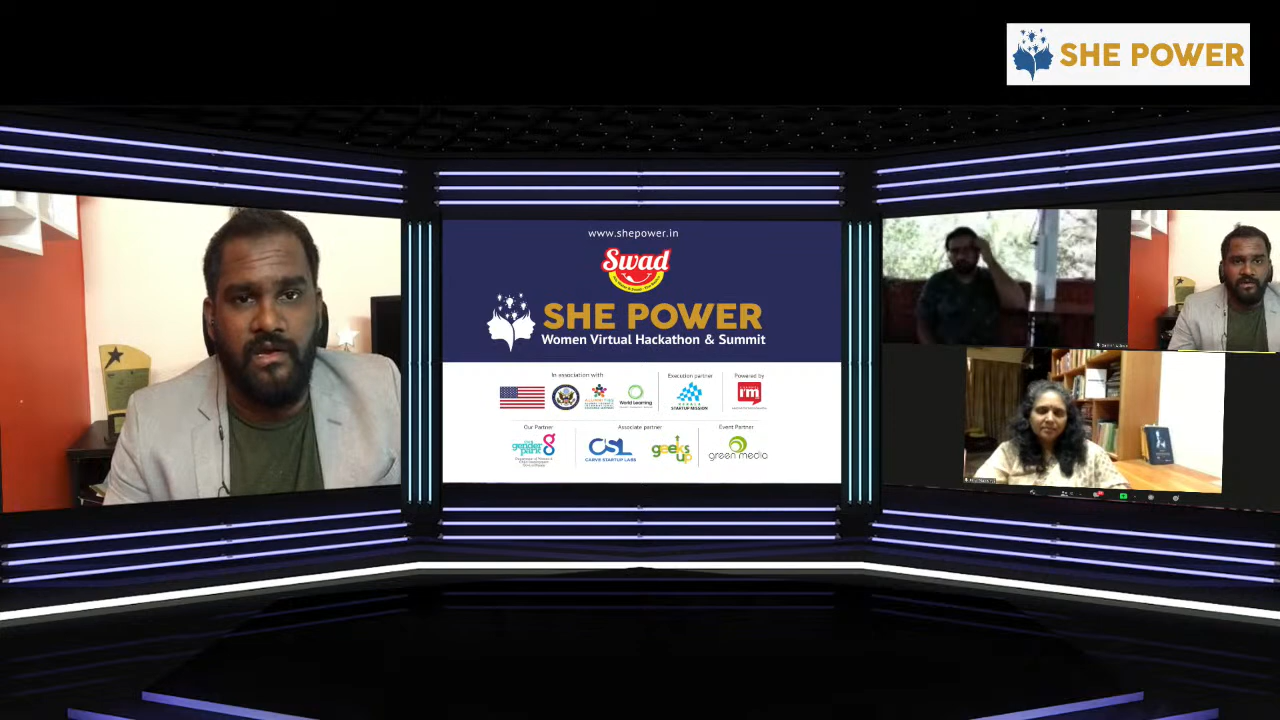 SHE POWER
www.shepower.in
Swad
SHE POWER
Women Virtual Hackathon & Summit
In association with
Execution partner
Powered by
World Learning
STARTUP MISSION
rm
Our Partner
Associate partner
Event Partner
gender park
CSL
CARVE STARTUP LABS
geeks up
green media